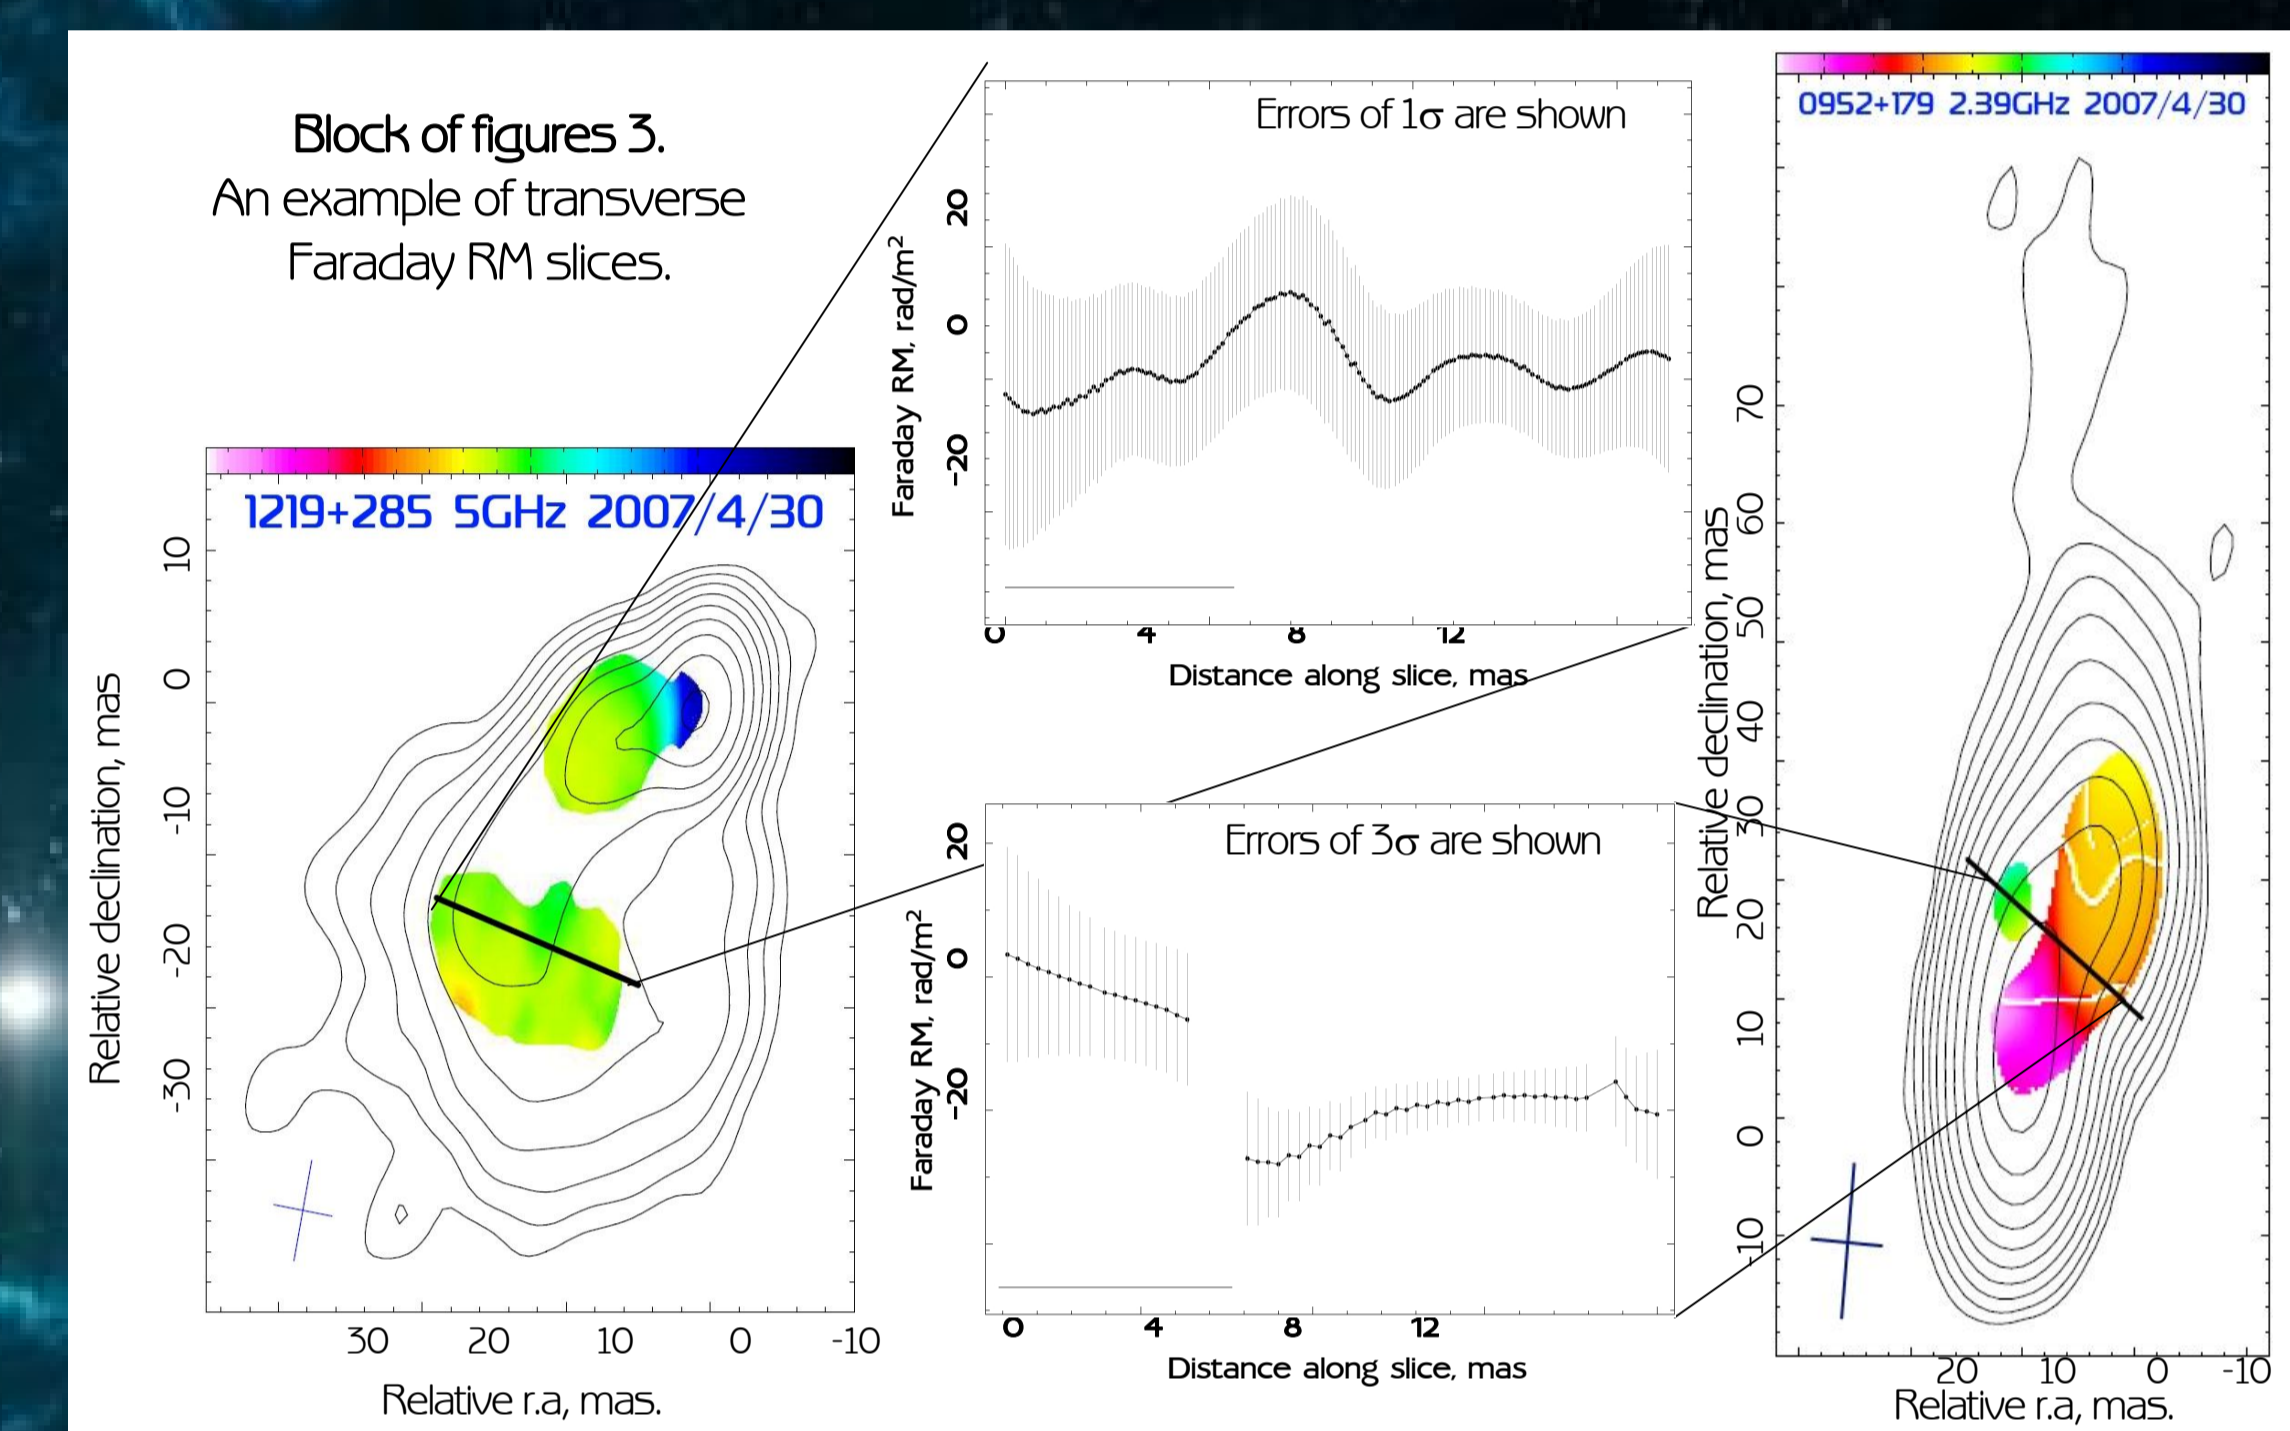 Block of figures 3.
An example of transverse
Faraday RM slices.
1219+285 5GHz 2007/4/30
10
0
-10
-20
-30
Relative declination, mas
30 20 10 0 -10
Relative r.a, mas.
Errors of 1σ are shown
20
0
-20
Faraday RM, rad/m²
0 4 8 12
Distance along slice, mas
Errors of 3σ are shown
20
0
-20
Faraday RM, rad/m²
0 4 8 12
Distance along slice, mas
0952+179 2.39GHz 2007/4/30
70
60
50
40
30
20
10
0
-10
Relative declination, mas
20 10 0 -10
Relative r.a, mas.